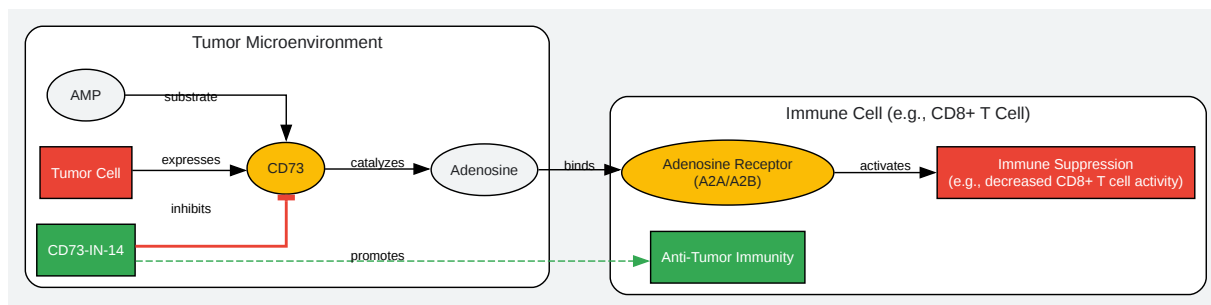 Tumor Microenvironment
AMP
substrate
Tumor Cell
expresses
CD73
catalyzes
Adenosine
inhibits
CD73-IN-14
promotes
binds
Immune Cell (e.g., CD8+ T Cell)
Adenosine Receptor
(A2A/A2B)
activates
Immune Suppression
(e.g., decreased CD8+ T cell activity)
Anti-Tumor Immunity